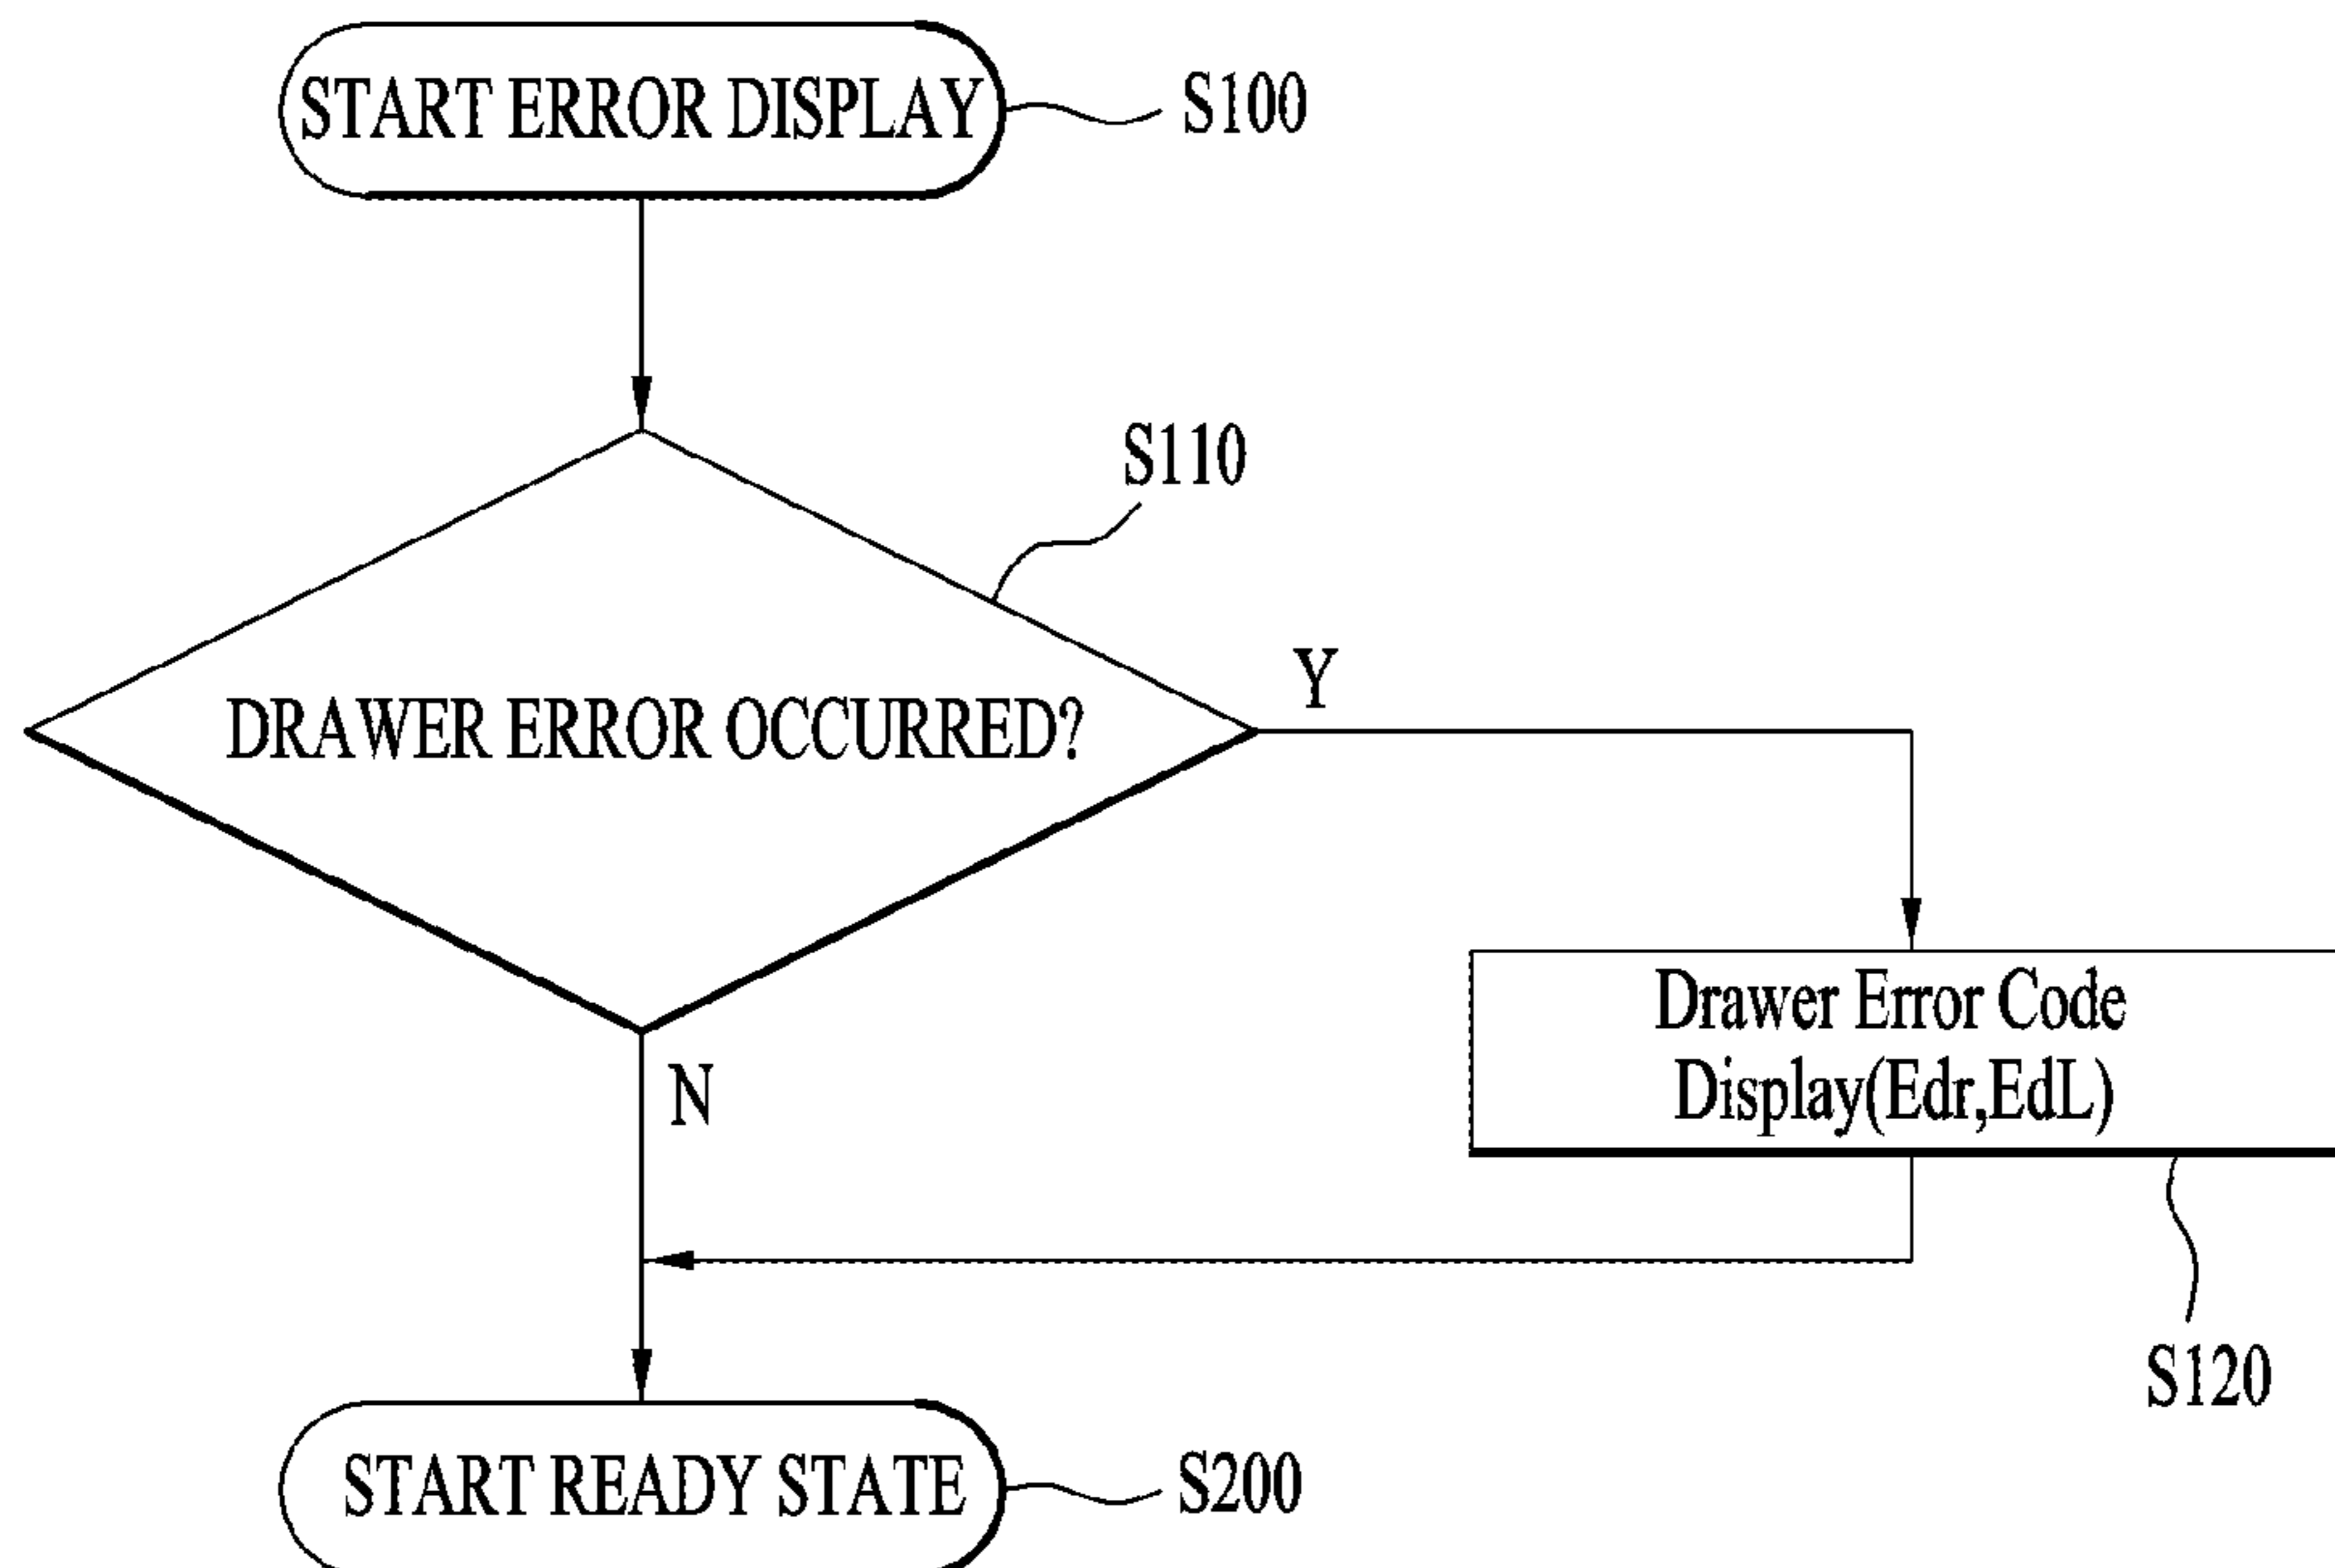 START ERROR DISPLAY
S100
S110
DRAWER ERROR OCCURRED?
Y
Drawer Error Code
Display(Edr,EdL)
N
S120
START READY STATE
S200